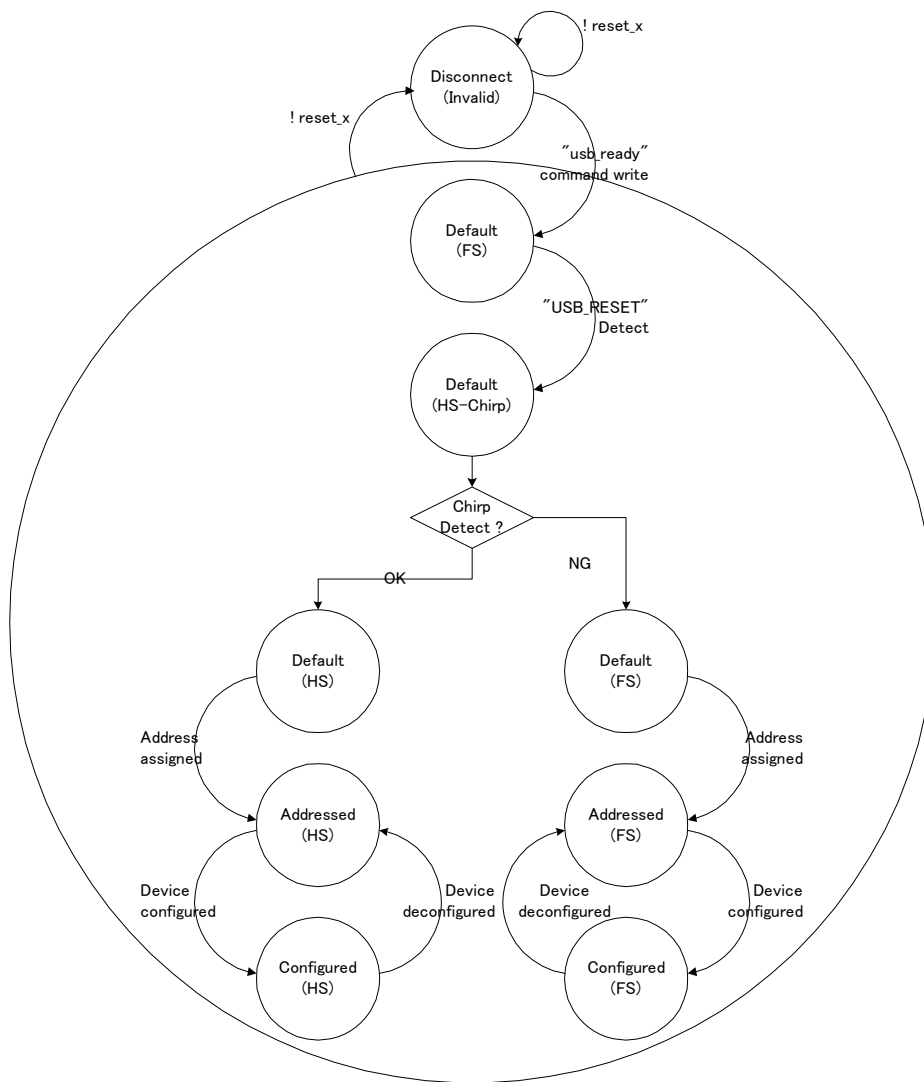 ! reset_x
Disconnect
(Invalid)
! reset_x
"usb_ready"
command write
Default
(FS)
"USB_RESET"
Detect
Default
(HS-Chirp)
Chirp
Detect ?
OK
NG
Default
(HS)
Default
(FS)
Address
assigned
Address
assigned
Addressed
(HS)
Addressed
(FS)
Device
configured
Device
deconfigured
Device
deconfigured
Device
configured
Configured
(HS)
Configured
(FS)